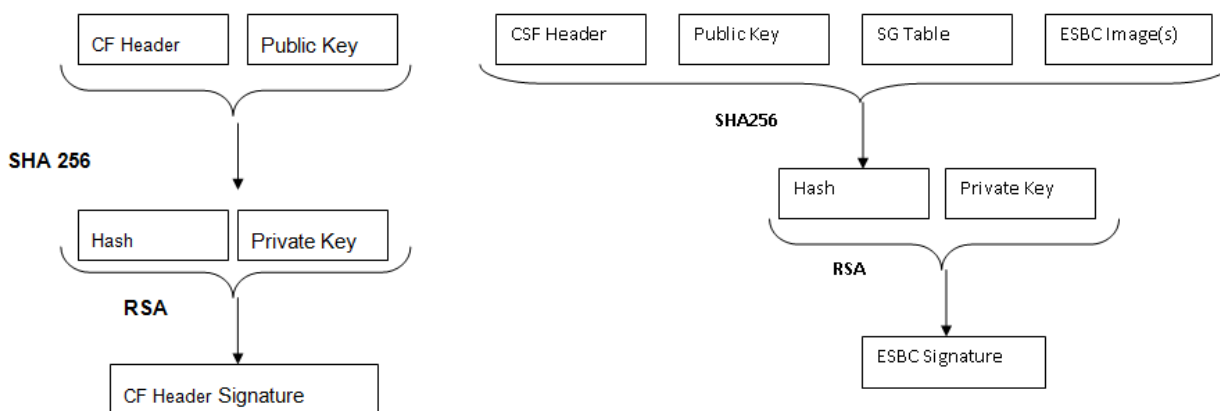 CF Header
Public Key
SHA 256
Hash
Private Key
RSA
CF Header Signature
CSF Header
Public Key
SG Table
ESBC Image(s)
SHA256
Hash
Private Key
RSA
ESBC Signature